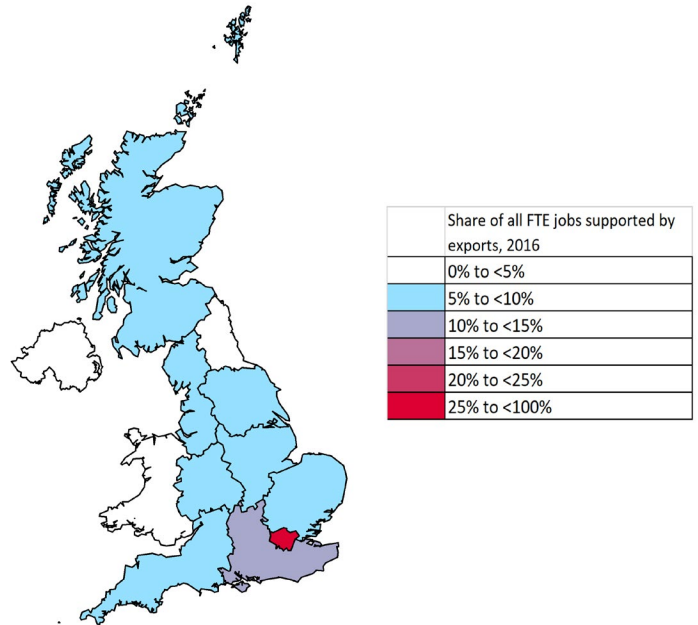 Share of all FTE jobs supported by
exports, 2016
0% to <5%
5% to <10%
10% to <15%
15% to <20%
20% to <25%
25% to <100%